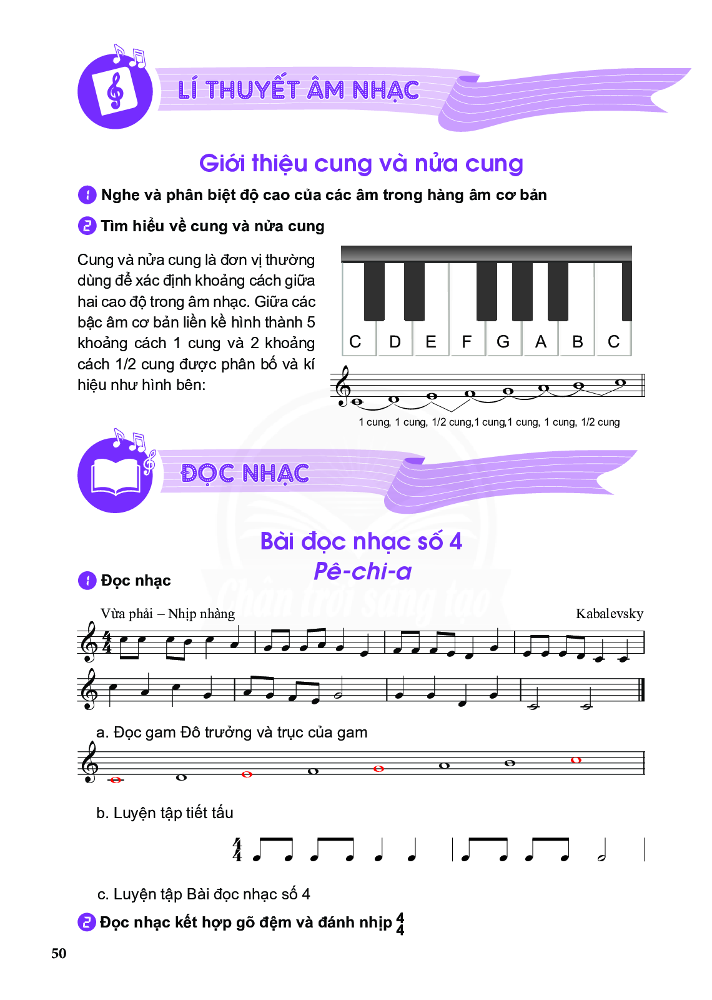 LÍ THUYẾT ÂM NHẠC
Giới thiệu cung và nửa cung
1 Nghe và phân biệt độ cao của các âm trong hàng âm cơ bản
2 Tìm hiểu về cung và nửa cung
Cung và nửa cung là đơn vị thường
dùng để xác định khoảng cách giữa
hai cao độ trong âm nhạc. Giữa các
bậc âm cơ bản liền kề hình thành 5
khoảng cách 1 cung và 2 khoảng
cách 1/2 cung được phân bố và kí
hiệu như hình bên:
C D E F G A B C
1 cung, 1 cung, 1/2 cung,1 cung,1 cung, 1 cung, 1/2 cung
ĐỌC NHẠC
Bài đọc nhạc số 4
Pê-chi-a
1 Đọc nhạc
Chân trời sáng tạo
Vừa phải – Nhịp nhàng Kabalevsky
4
4
a. Đọc gam Đô trưởng và trục của gam
b. Luyện tập tiết tấu
4
4
c. Luyện tập Bài đọc nhạc số 4
2 Đọc nhạc kết hợp gõ đệm và đánh nhịp 4
4
50